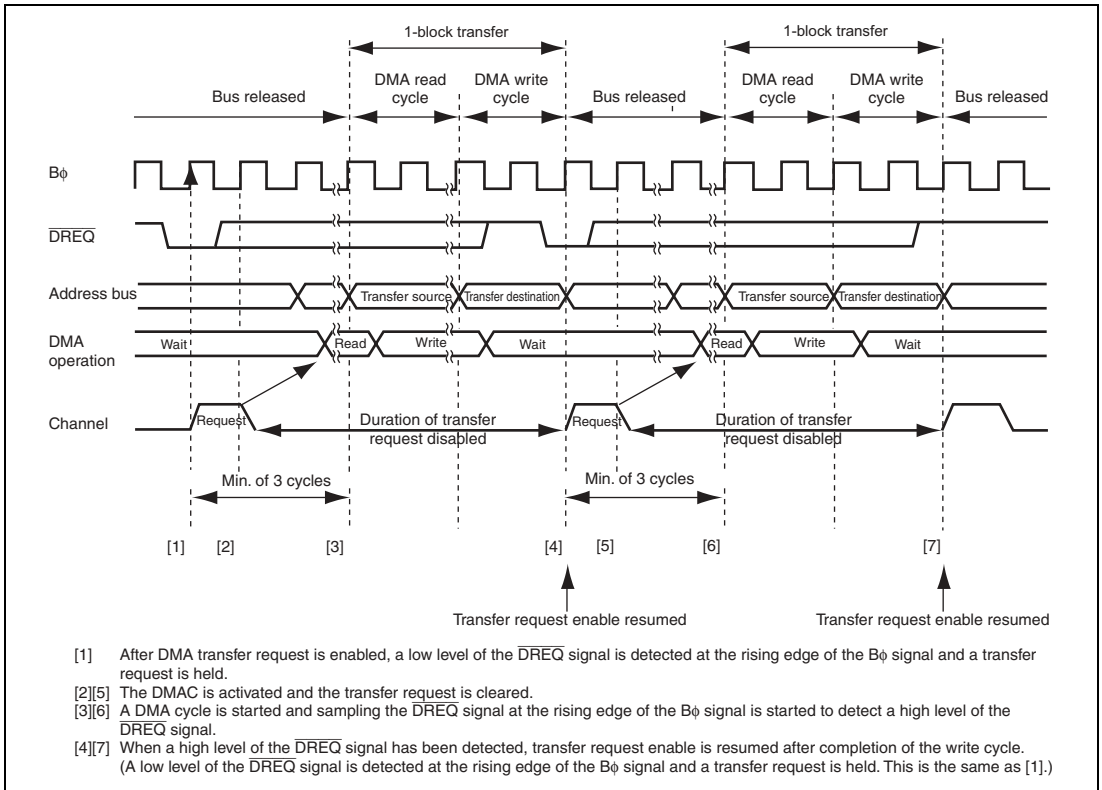 1-block transfer 1-block transfer
DMA read cycle DMA write cycle DMA read cycle DMA write cycle
Bus released Bus released Bus released
Bϕ
DREQ
Address bus Transfer source Transfer destination Transfer source Transfer destination
DMA operation Wait Read Write Wait Read Write Wait
Channel Request Duration of transfer request disabled Request Duration of transfer request disabled
Min. of 3 cycles Min. of 3 cycles
[1] [2] [3] [4] [5] [6] [7]
Transfer request enable resumed Transfer request enable resumed
[1] After DMA transfer request is enabled, a low level of the DREQ signal is detected at the rising edge of the Bϕ signal and a transfer
request is held.
[2][5] The DMAC is activated and the transfer request is cleared.
[3][6] A DMA cycle is started and sampling the DREQ signal at the rising edge of the Bϕ signal is started to detect a high level of the
DREQ signal.
[4][7] When a high level of the DREQ signal has been detected, transfer request enable is resumed after completion of the write cycle.
(A low level of the DREQ signal is detected at the rising edge of the Bϕ signal and a transfer request is held. This is the same as [1].)